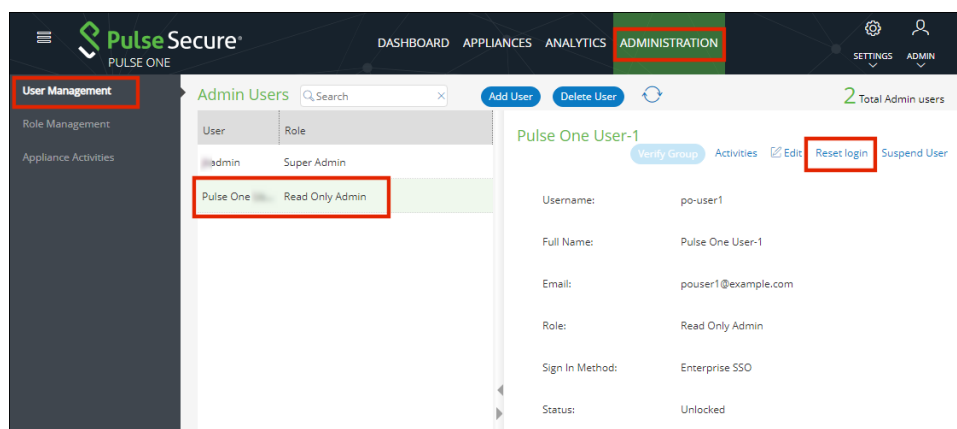 Pulse Secure®
PULSE ONE
DASHBOARD APPLIANCES ANALYTICS ADMINISTRATION
SETTINGS ADMIN
User Management
Role Management
Appliance Activities
Admin Users Search × Add User Delete User 2 Total Admin users
User Role
admin Super Admin
Pulse One Read Only Admin
Pulse One User-1
Verify Group Activities Edit Reset login Suspend User
Username: po-user1
Full Name: Pulse One User-1
Email: pouser1@example.com
Role: Read Only Admin
Sign In Method: Enterprise SSO
Status: Unlocked